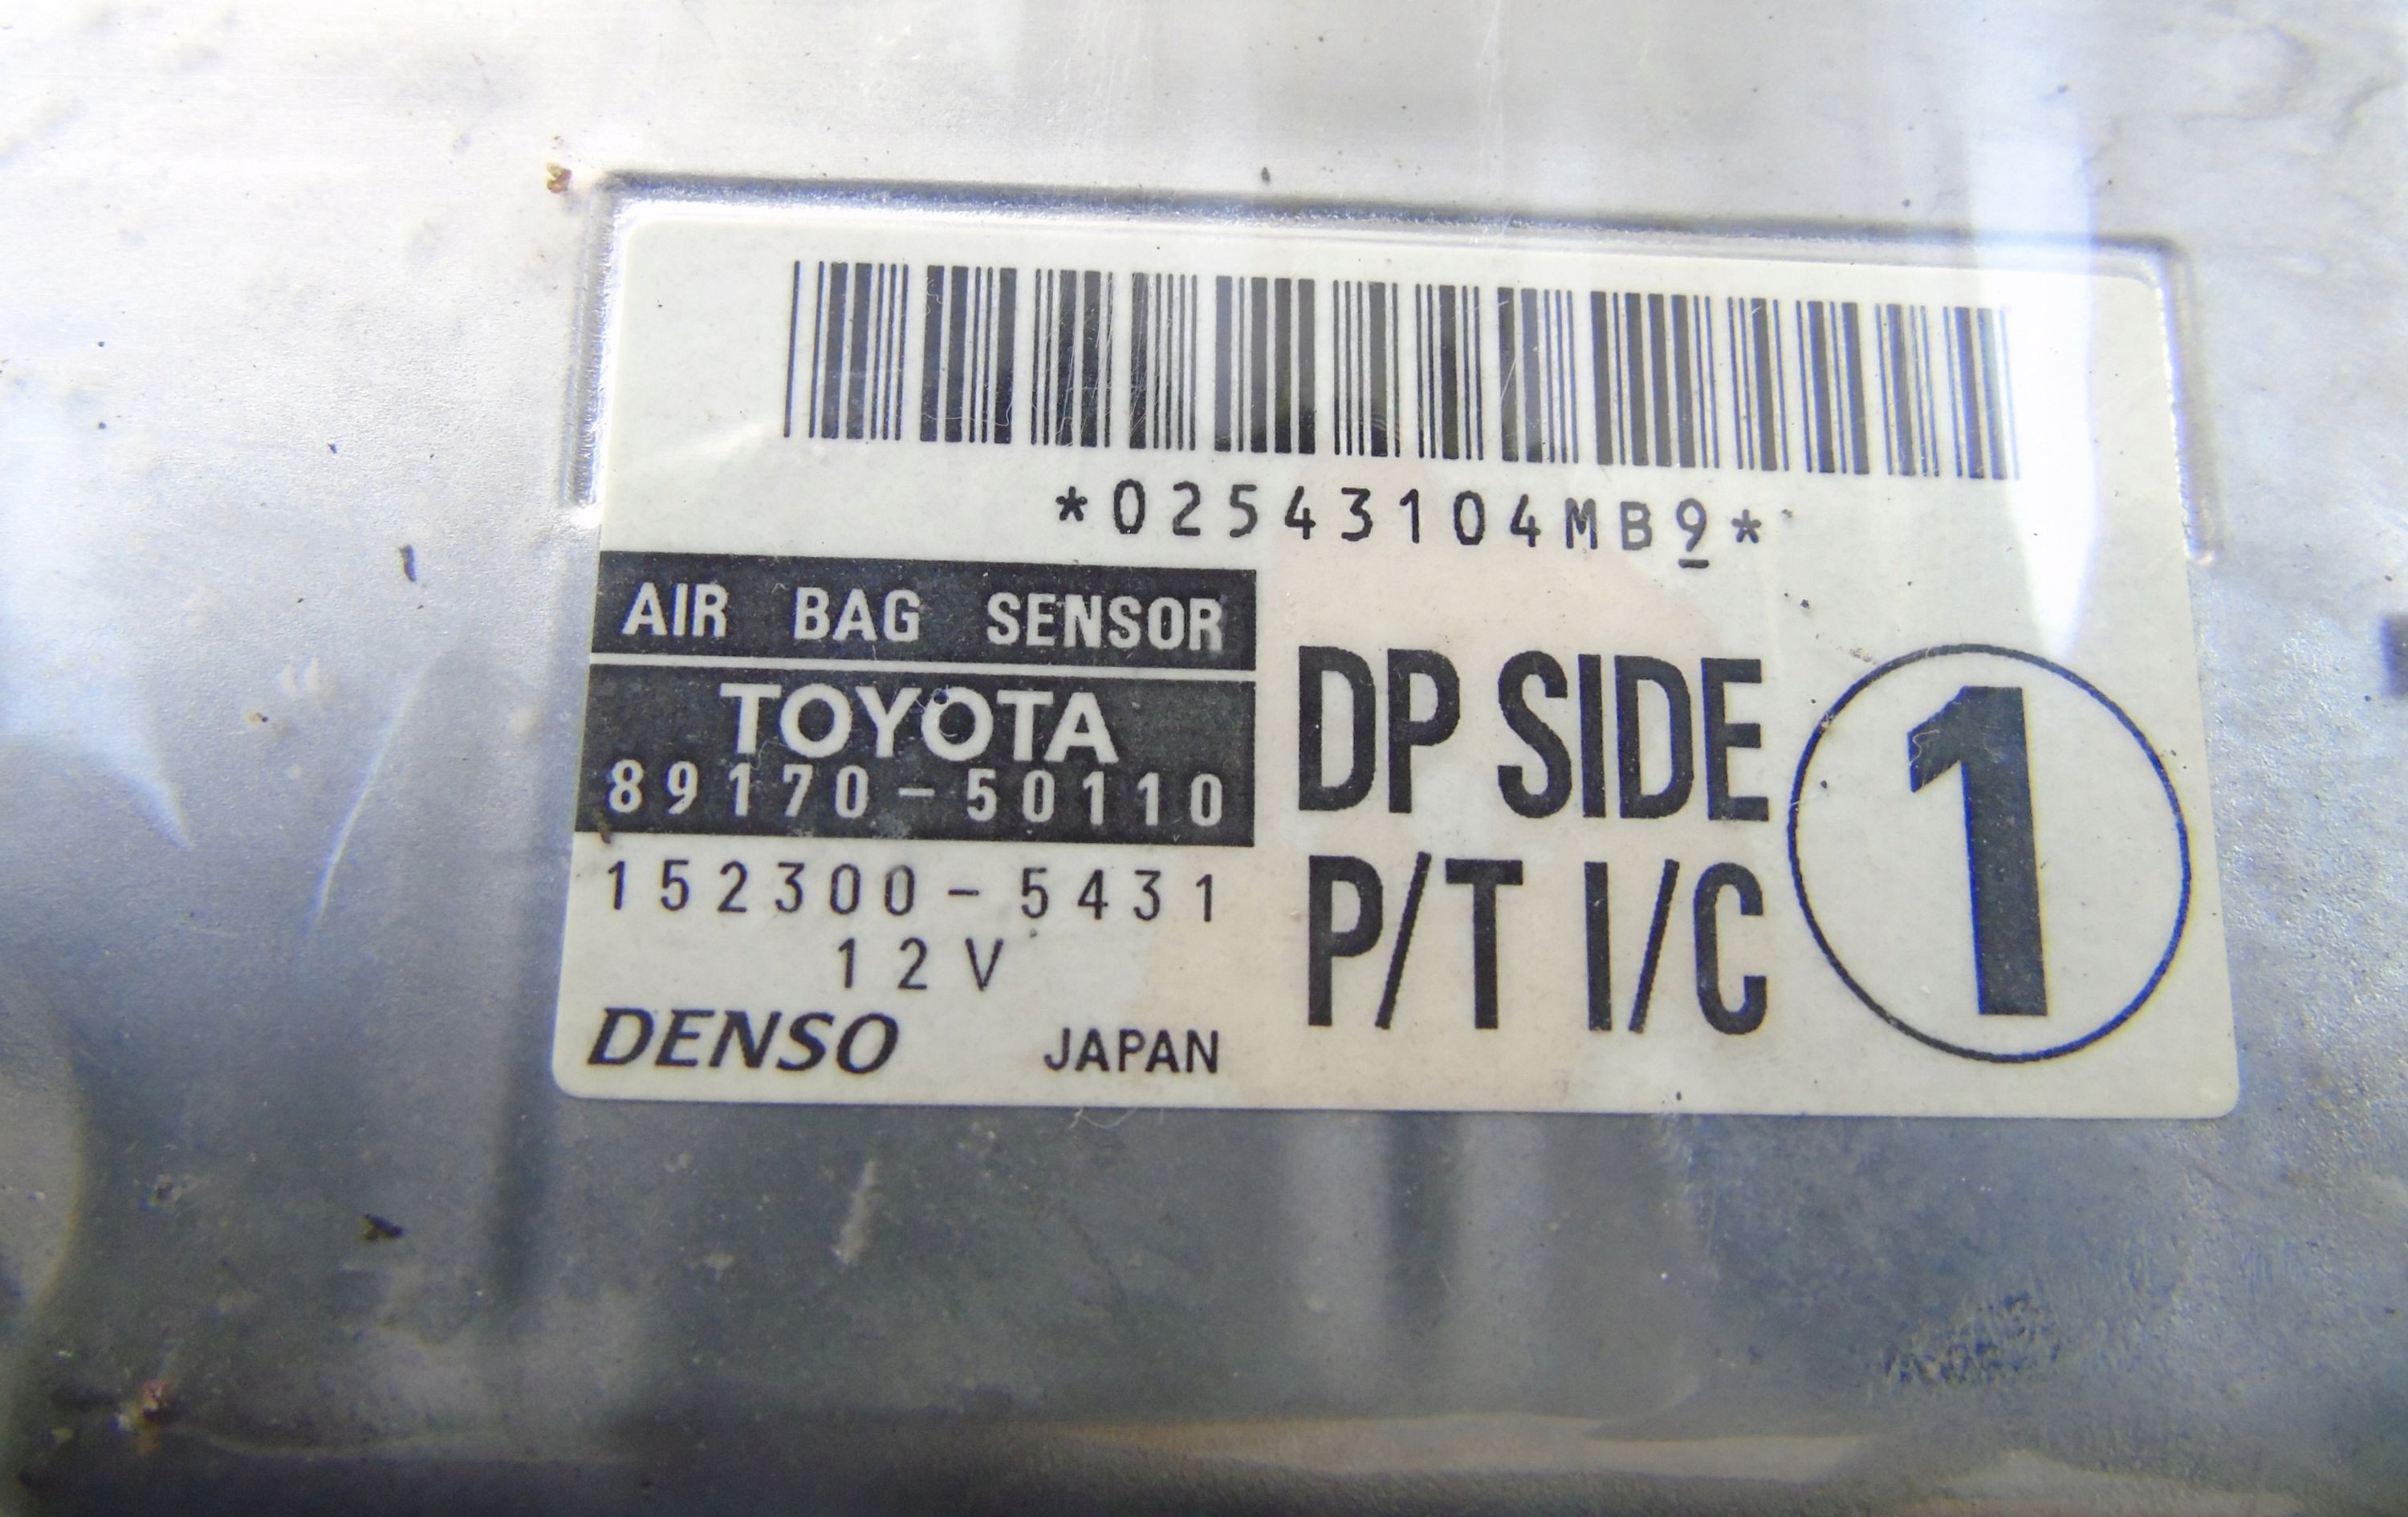 *02543104MB9*
AIR BAG SENSOR
TOYOTA
89170-50110
152300-5431
12V
DENSO JAPAN
DP SIDE
P/T I/C
1